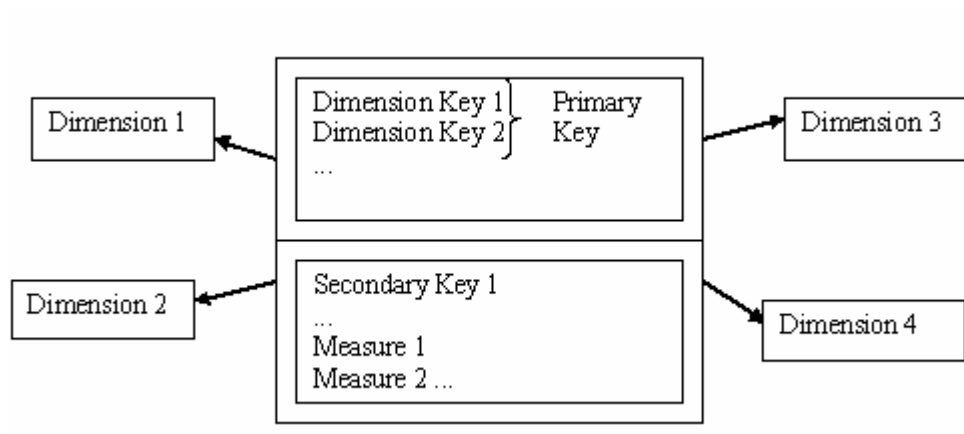 Dimension 1
Dimension Key 1 Primary
Dimension Key 2 Key
...
Dimension 3
Dimension 2
Secondary Key 1
...
Measure 1
Measure 2 ...
Dimension 4